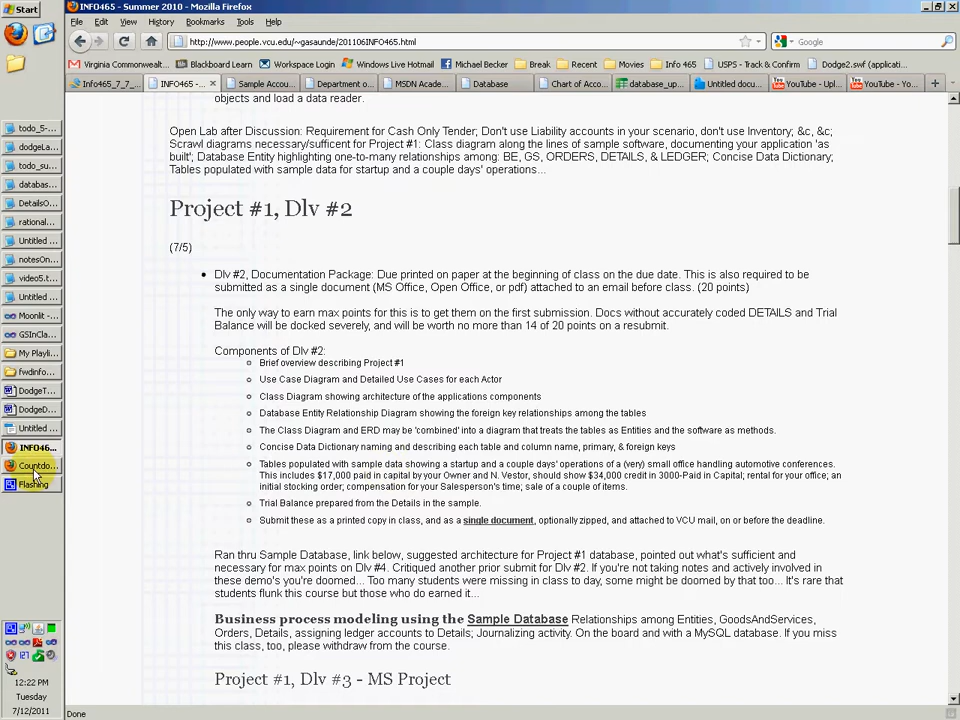 Start
INFO465 - Summer 2010 - Mozilla Firefox
File Edit View History Bookmarks Tools Help
http://www.people.vcu.edu/~gasaunde/201106INFO465.html
Google
Virginia Commonwealt... Blackboard Learn Workspace Login Windows Live Hotmail Michael Becker Break Recent Movies Info 465 USPS - Track & Confirm Dodge2.swf (applicati...
Info465_7_7_... INFO465 - ... Sample Accou... Department o... MSDN Acade... Database Chart of Acco... database_up... Untitled docu... YouTube - Upl... YouTube - Yo...
objects and load a data reader.
Open Lab after Discussion: Requirement for Cash Only Tender; Don't use Liability accounts in your scenario, don't use Inventory; &c, &c;
Scrawl diagrams necessary/sufficent for Project #1: Class diagram along the lines of sample software, documenting your application 'as
built'; Database Entity highlighting one-to-many relationships among: BE, GS, ORDERS, DETAILS, & LEDGER; Concise Data Dictionary;
Tables populated with sample data for startup and a couple days' operations...
Project #1, Dlv #2
(7/5)
Dlv #2, Documentation Package: Due printed on paper at the beginning of class on the due date. This is also required to be
submitted as a single document (MS Office, Open Office, or pdf) attached to an email before class. (20 points)
The only way to earn max points for this is to get them on the first submission. Docs without accurately coded DETAILS and Trial
Balance will be docked severely, and will be worth no more than 14 of 20 points on a resubmit.
Components of Dlv #2:
Brief overview describing Project #1
Use Case Diagram and Detailed Use Cases for each Actor
Class Diagram showing architecture of the applications components
Database Entity Relationship Diagram showing the foreign key relationships among the tables
The Class Diagram and ERD may be 'combined' into a diagram that treats the tables as Entities and the software as methods.
Concise Data Dictionary naming and describing each table and column name, primary, & foreign keys
Tables populated with sample data showing a startup and a couple days' operations of a (very) small office handling automotive conferences.
This includes $17,000 paid in capital by your Owner and N. Vestor, should show $34,000 credit in 3000-Paid in Capital; rental for your office; an
initial stocking order; compensation for your Salesperson's time; sale of a couple of items.
Trial Balance prepared from the Details in the sample.
Submit these as a printed copy in class, and as a single document, optionally zipped, and attached to VCU mail, on or before the deadline.
Ran thru Sample Database, link below, suggested architecture for Project #1 database, pointed out what's sufficient and
necessary for max points on Dlv #4. Critiqued another prior submit for Dlv #2. If you're not taking notes and actively involved in
these demo's you're doomed... Too many students were missing in class to day, some might be doomed by that too... It's rare that
students flunk this course but those who do earned it...
Business process modeling using the Sample Database Relationships among Entities, GoodsAndServices,
Orders, Details, assigning ledger accounts to Details; Journalizing activity. On the board and with a MySQL database. If you miss
this class, too, please withdraw from the course.
Project #1, Dlv #3 - MS Project
Done
todo_5-...
dodgeLa...
todo_su...
databas...
DetailsO...
rational...
Untitled ...
notesOn...
video5.t...
Untitled ...
Moonlit -...
GSInCla...
My Playli...
fwdinfo...
DodgeT...
DodgeD...
Untitled ...
INFO46...
Countdo...
Flashing
12:22 PM
Tuesday
7/12/2011